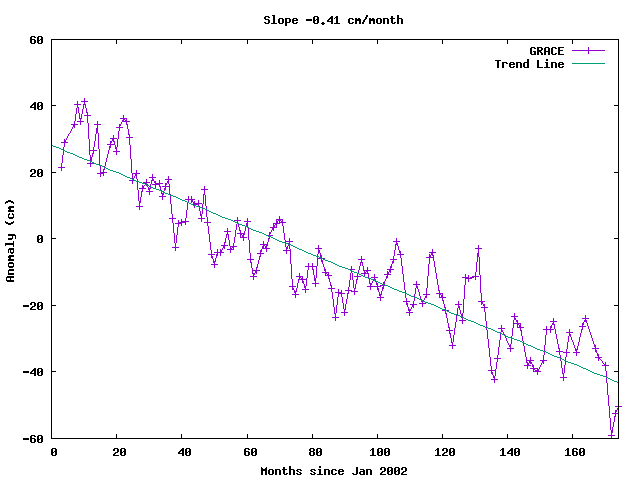 Slope -0.41 cm/month
GRACE
Trend Line
60
40
20
0
-20
-40
-60
Anomaly (cm)
0 20 40 60 80 100 120 140 160
Months since Jan 2002